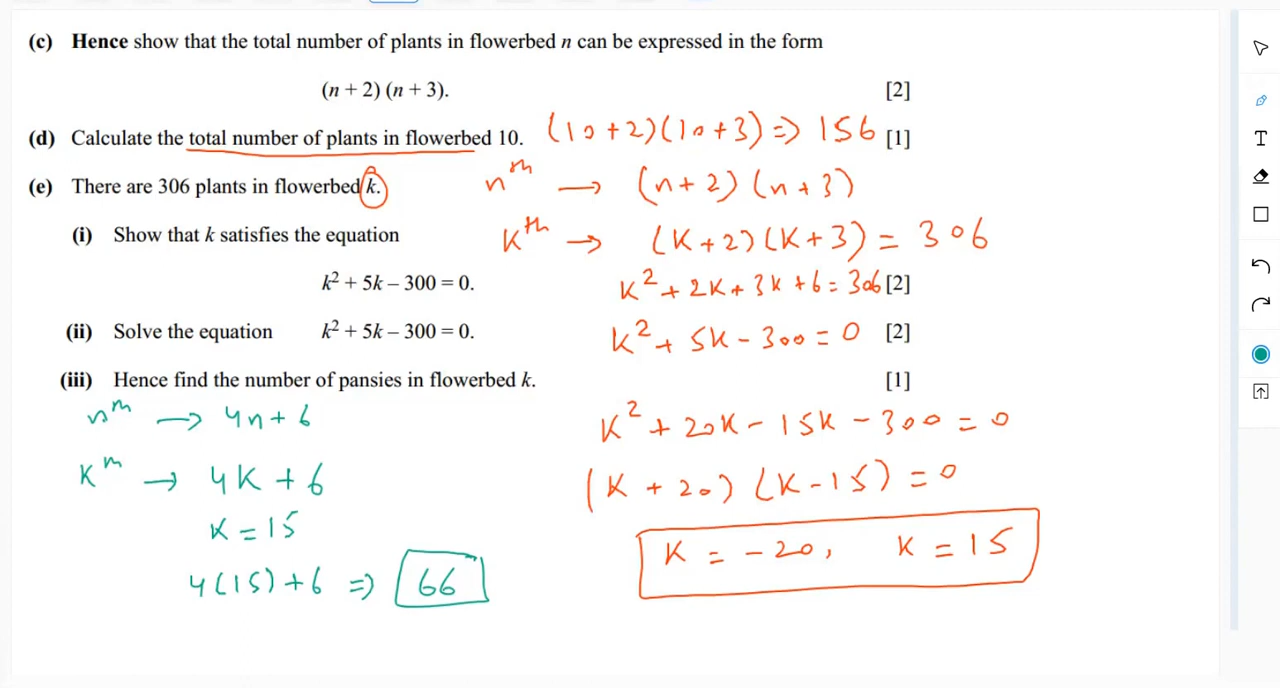 (c) Hence show that the total number of plants in flowerbed n can be expressed in the form
(n + 2) (n + 3).
[2]
(d) Calculate the total number of plants in flowerbed 10.
(10+2)(10+3) => 156
[1]
(e) There are 306 plants in flowerbed k.
nth → (n+2) (n+3)
(i) Show that k satisfies the equation
Kth → (K+2)(K+3) = 306
k² + 5k – 300 = 0.
K² + 2K + 3K + 6 = 306
[2]
(ii) Solve the equation k² + 5k – 300 = 0.
K² + 5K - 300 = 0
[2]
(iii) Hence find the number of pansies in flowerbed k.
[1]
nth → 4n+6
K² + 20K - 15K - 300 = 0
Kth → 4K + 6
(K + 20) (K-15) = 0
K = 15
K = -20, K = 15
4(15)+6 => 66
T